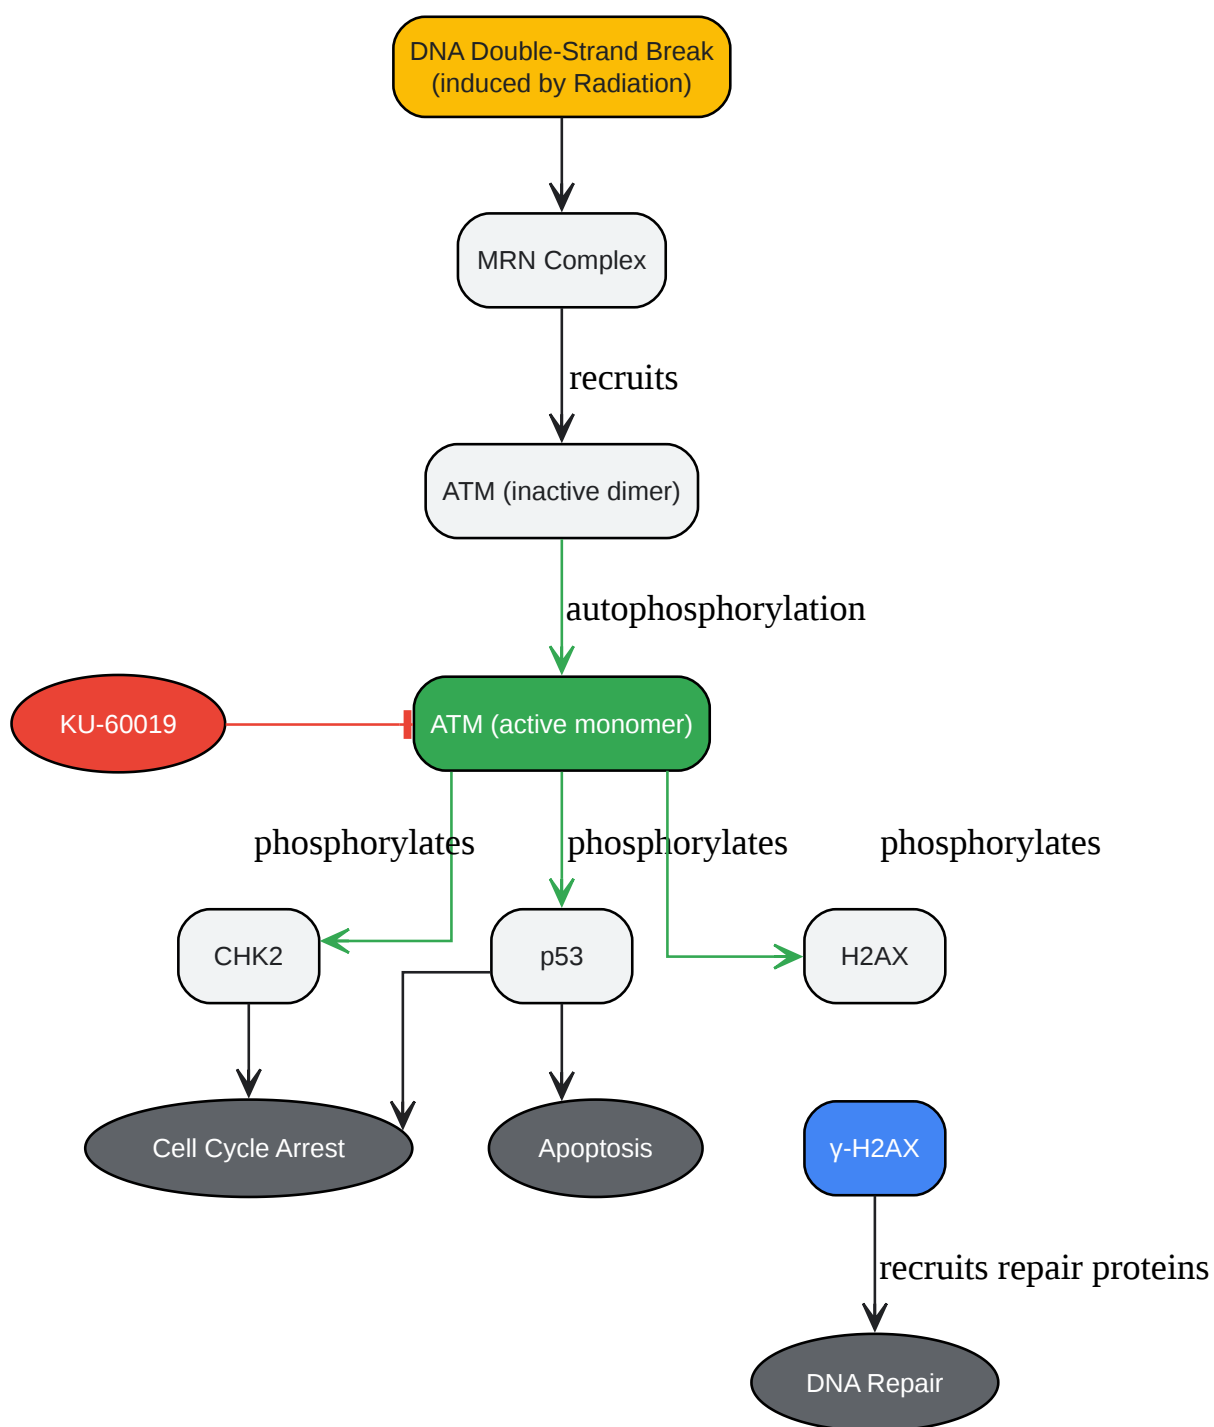 DNA Double-Strand Break
(induced by Radiation)
MRN Complex
recruits
ATM (inactive dimer)
autophosphorylation
KU-60019
ATM (active monomer)
phosphorylates
phosphorylates
phosphorylates
CHK2
p53
H2AX
Cell Cycle Arrest
Apoptosis
γ-H2AX
recruits repair proteins
DNA Repair